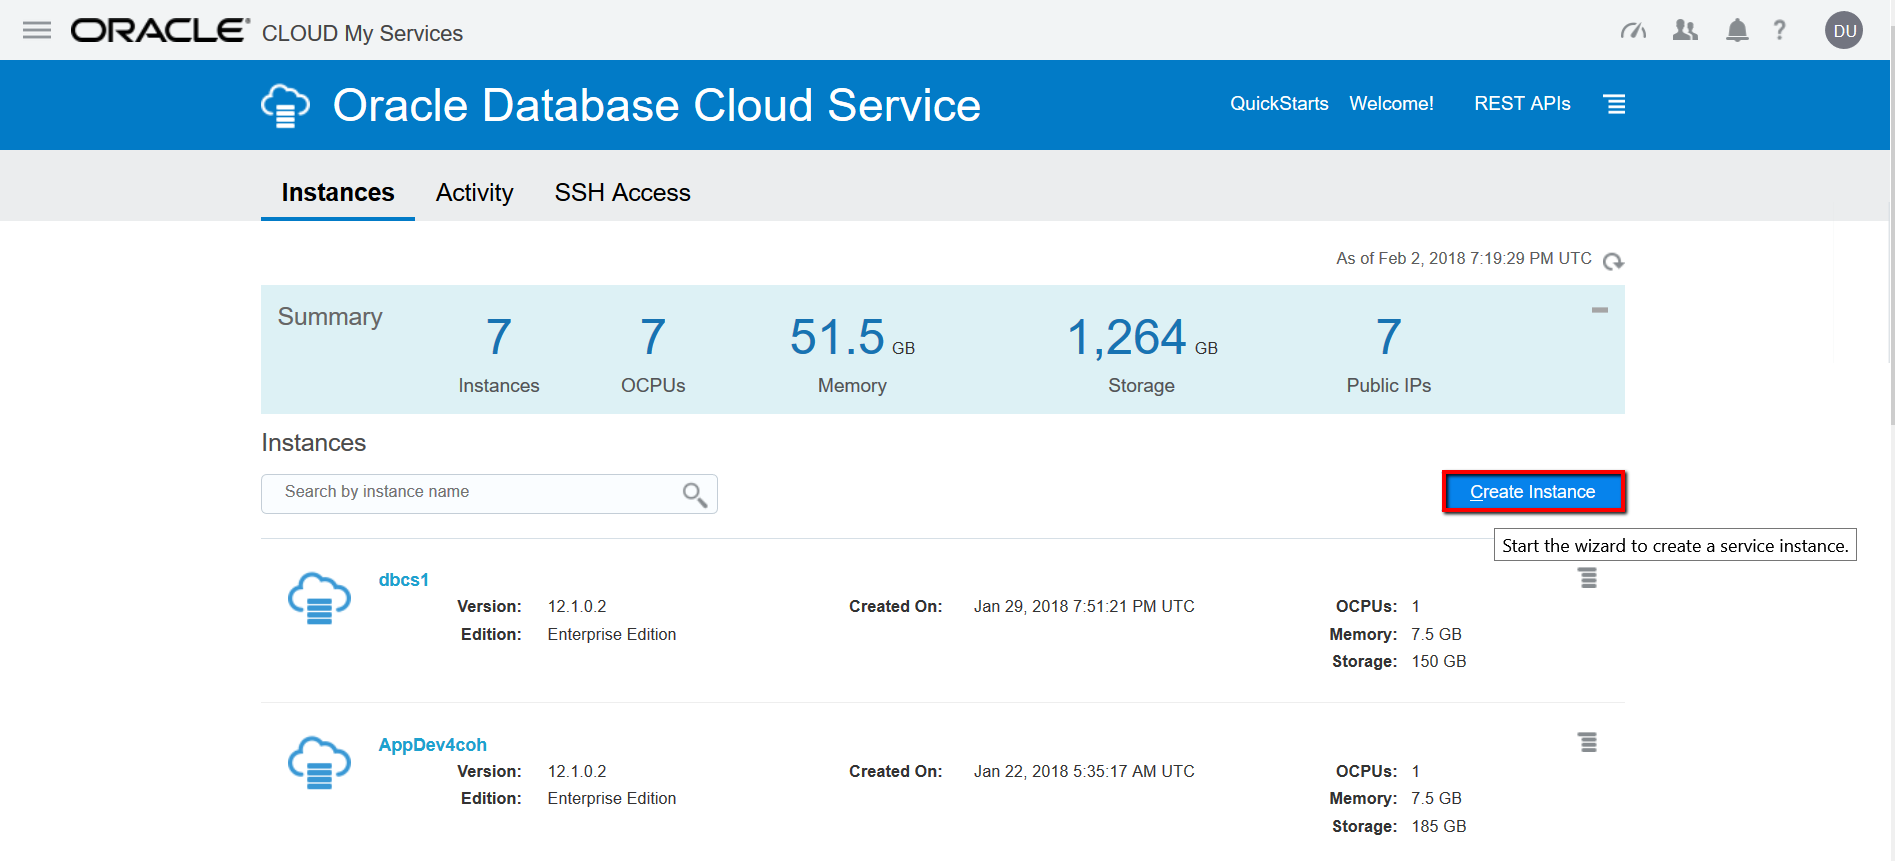 ORACLE® CLOUD My Services
? DU
Oracle Database Cloud Service
QuickStarts Welcome! REST APIs
Instances Activity SSH Access
As of Feb 2, 2018 7:19:29 PM UTC
Summary
7 7 51.5 GB 1,264 GB 7
Instances OCPUs Memory Storage Public IPs
Instances
Search by instance name
Create Instance
Start the wizard to create a service instance.
dbcs1
Version: 12.1.0.2 Created On: Jan 29, 2018 7:51:21 PM UTC OCPUs: 1
Edition: Enterprise Edition Memory: 7.5 GB
Storage: 150 GB
AppDev4coh
Version: 12.1.0.2 Created On: Jan 22, 2018 5:35:17 AM UTC OCPUs: 1
Edition: Enterprise Edition Memory: 7.5 GB
Storage: 185 GB